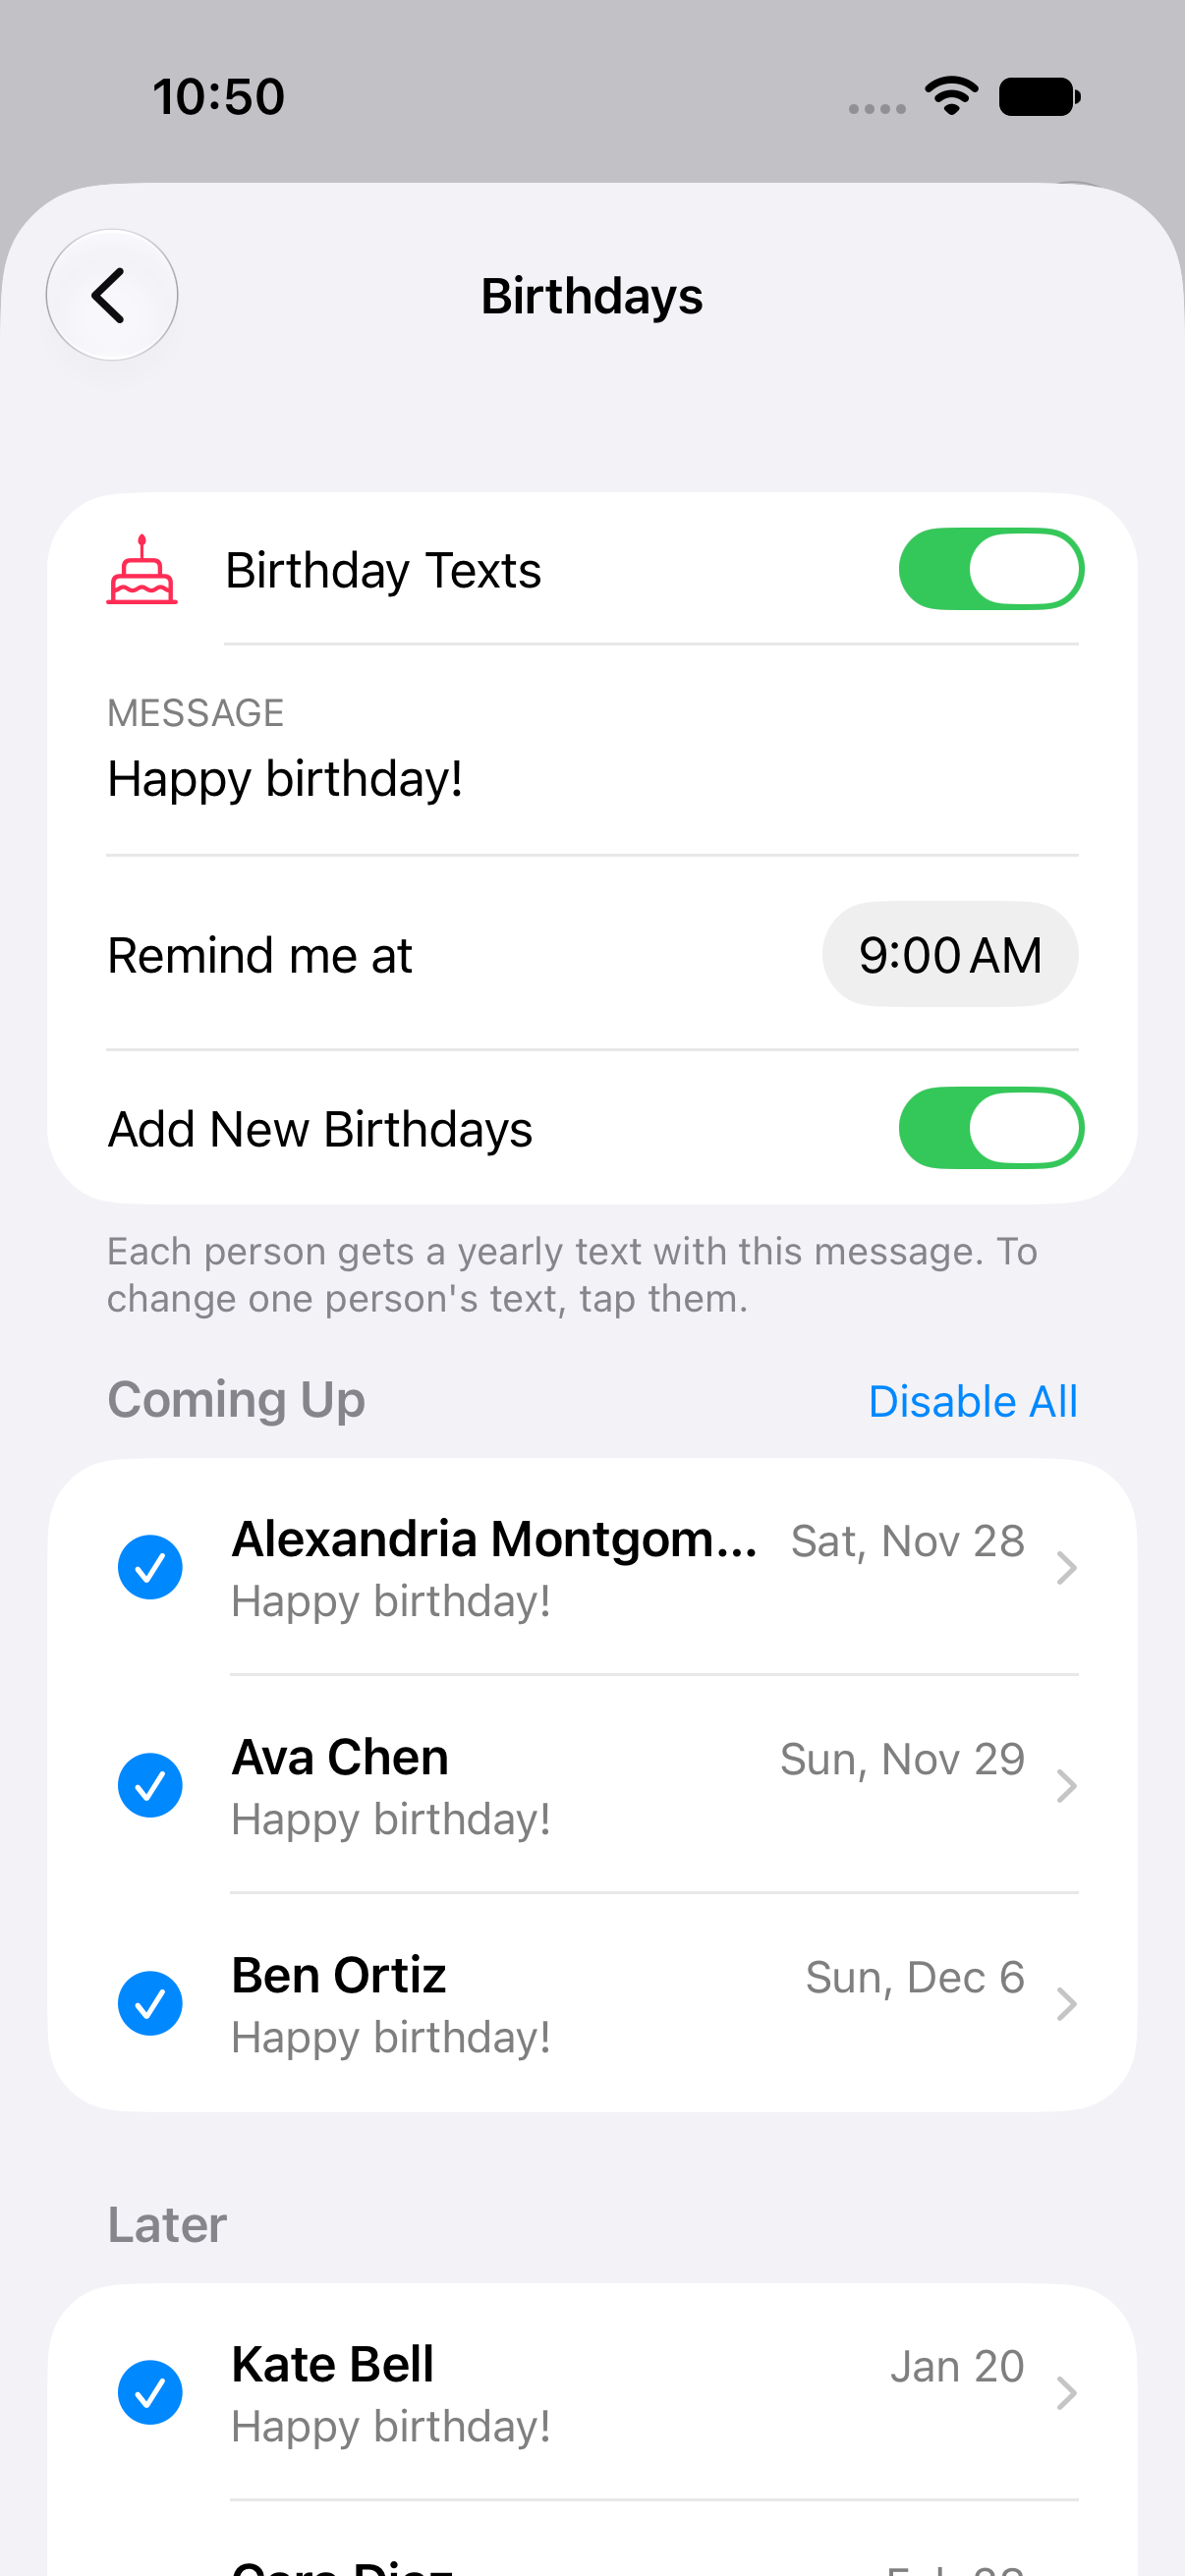 10:50
Birthdays
Birthday Texts
MESSAGE
Happy birthday!
Remind me at
9:00 AM
Add New Birthdays
Each person gets a yearly text with this message. To
change one person's text, tap them.
Coming Up
Disable All
Alexandria Montgom...
Sat, Nov 28
Happy birthday!
Ava Chen
Sun, Nov 29
Happy birthday!
Ben Ortiz
Sun, Dec 6
Happy birthday!
Later
Kate Bell
Jan 20
Happy birthday!